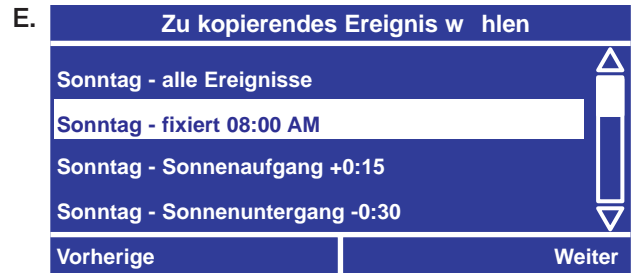 E.
Zu kopierendes Ereignis w hlen
Sonntag - alle Ereignisse
Sonntag - fixiert 08:00 AM
Sonntag - Sonnenaufgang +0:15
Sonntag - Sonnenuntergang -0:30
Vorherige Weiter